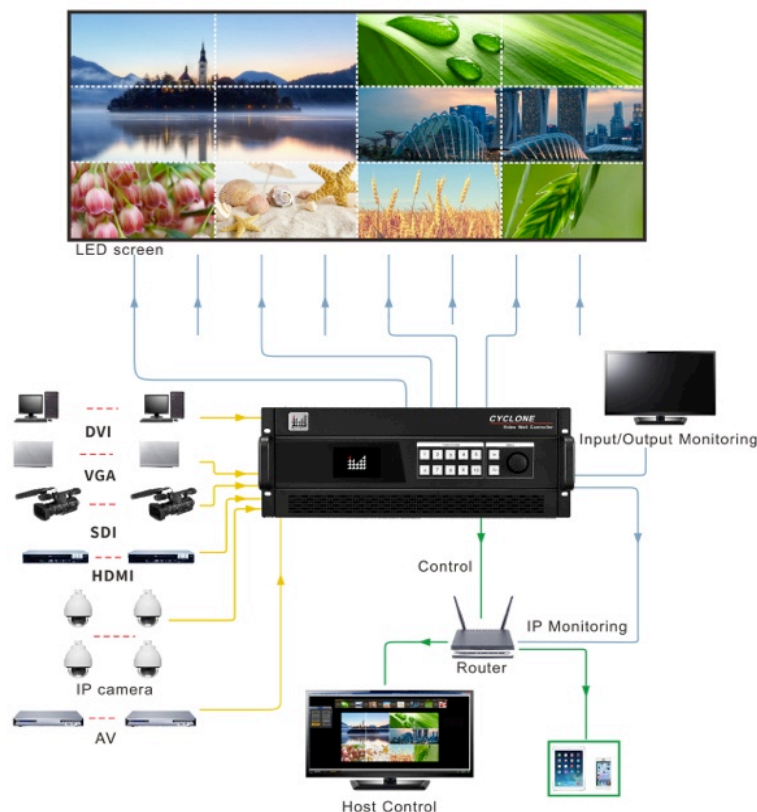 LED screen
CYCLONE
Video Wall Controller
Input/Output Monitoring
DVI
VGA
SDI
HDMI
Control
IP Monitoring
Router
IP camera
AV
Host Control